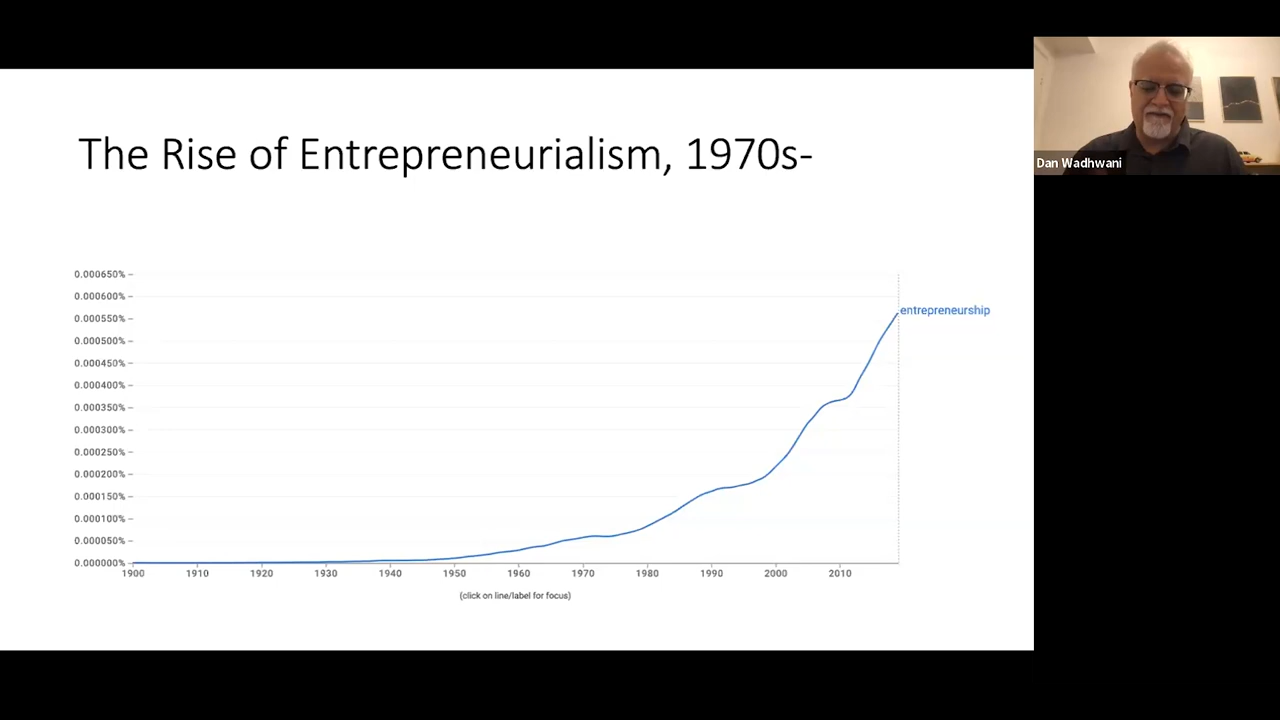 The Rise of Entrepreneurialism, 1970s-
Dan Wadhwani
0.000650%
0.000600%
entrepreneurship
0.000550%
0.000500%
0.000450%
0.000400%
0.000350%
0.000300%
0.000250%
0.000200%
0.000150%
0.000100%
0.000050%
0.000000%
1900 1910 1920 1930 1940 1950 1960 1970 1980 1990 2000 2010
(click on line/label for focus)